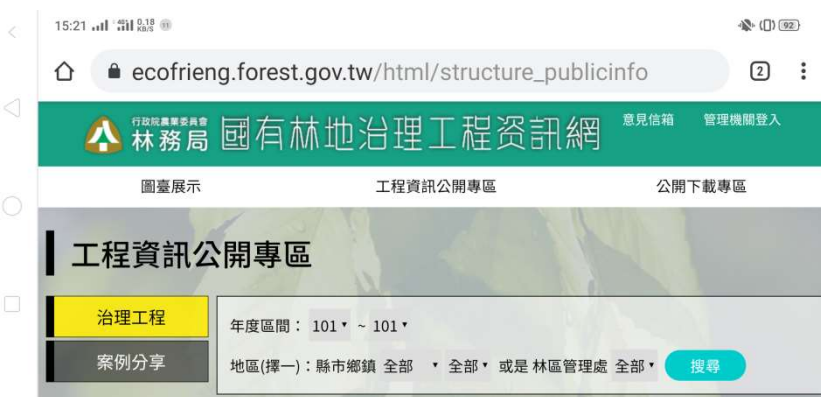 15:21 4G 0.18 KB/S 92
ecofrieng.forest.gov.tw/html/structure_publicinfo 2
行政院農業委員會
林務局 國有林地治理工程資訊網 意見信箱 管理機關登入
圖臺展示 工程資訊公開專區 公開下載專區
工程資訊公開專區
治理工程
案例分享
年度區間： 101 ~ 101
地區(擇一)：縣市鄉鎮 全部 全部 或是 林區管理處 全部 搜尋